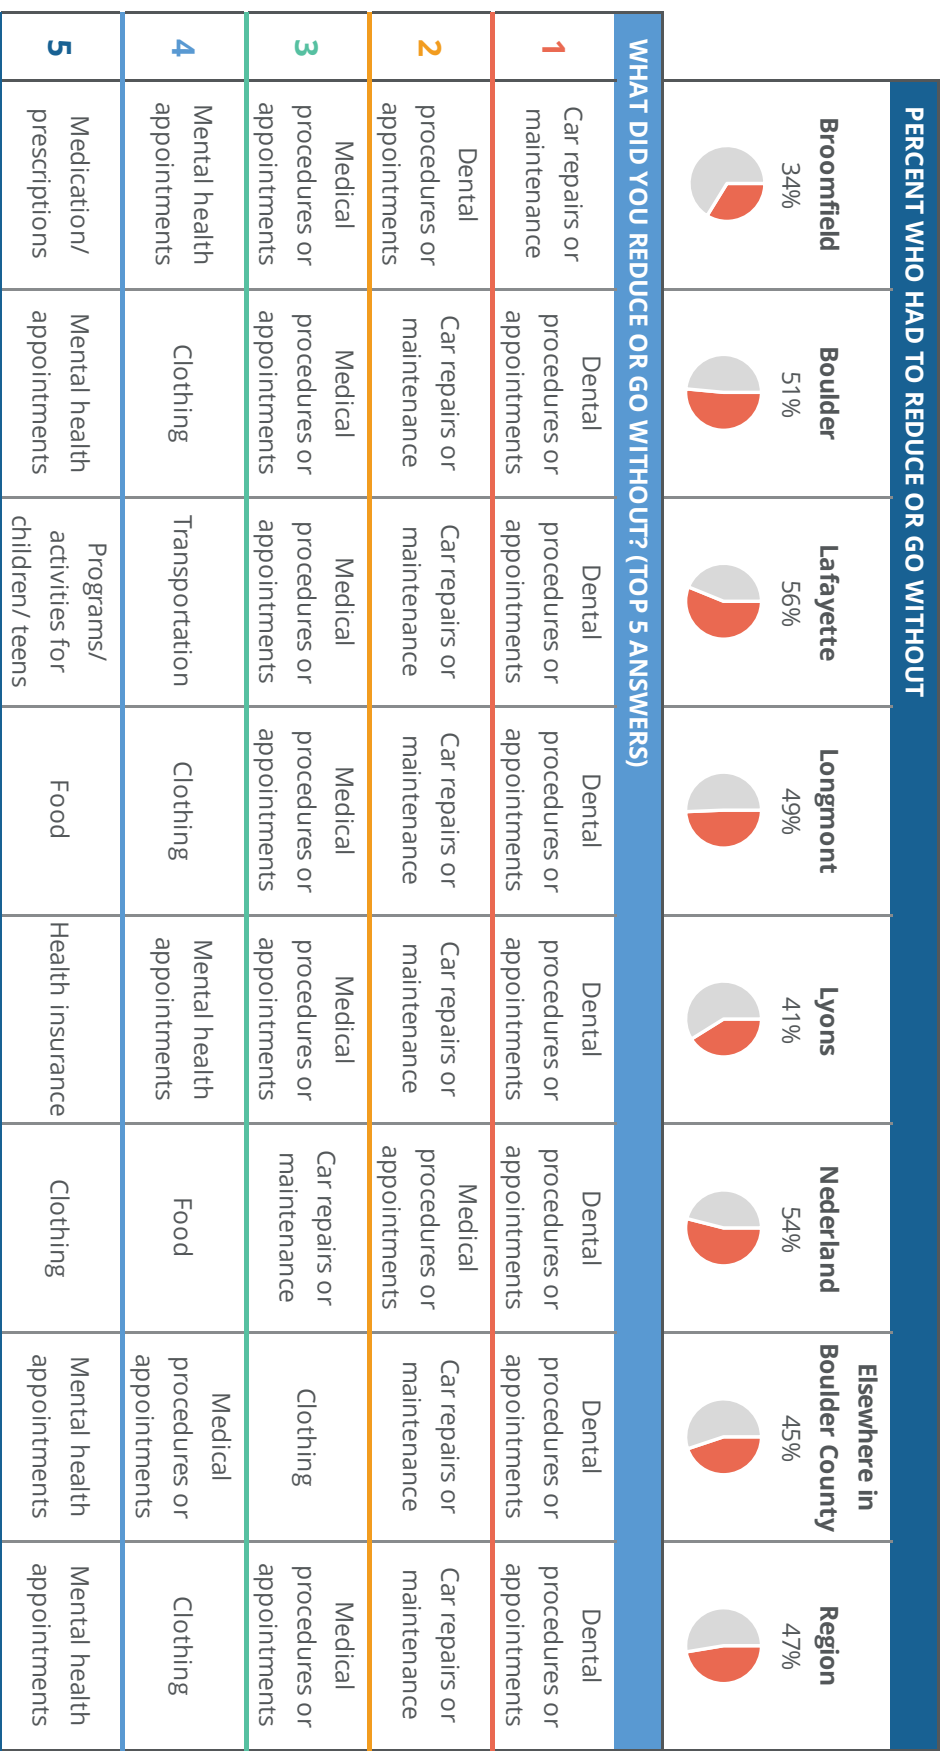 PERCENT WHO HAD TO REDUCE OR GO WITHOUT
Broomfield
34%
Boulder
51%
Lafayette
56%
Longmont
49%
Lyons
41%
Nederland
54%
Elsewhere in
Boulder County
45%
Region
47%
WHAT DID YOU REDUCE OR GO WITHOUT? (TOP 5 ANSWERS)
1
Car repairs or
maintenance
Dental
procedures or
appointments
Dental
procedures or
appointments
Dental
procedures or
appointments
Dental
procedures or
appointments
Dental
procedures or
appointments
Dental
procedures or
appointments
Dental
procedures or
appointments
2
Dental
procedures or
appointments
Car repairs or
maintenance
Car repairs or
maintenance
Car repairs or
maintenance
Car repairs or
maintenance
Medical
procedures or
appointments
Car repairs or
maintenance
Car repairs or
maintenance
3
Medical
procedures or
appointments
Medical
procedures or
appointments
Medical
procedures or
appointments
Medical
procedures or
appointments
Medical
procedures or
appointments
Car repairs or
maintenance
Clothing
Medical
procedures or
appointments
4
Mental health
appointments
Clothing
Transportation
Clothing
Mental health
appointments
Food
Medical
procedures or
appointments
Clothing
5
Medication/
prescriptions
Mental health
appointments
Programs/
activities for
children/ teens
Food
Health insurance
Clothing
Mental health
appointments
Mental health
appointments